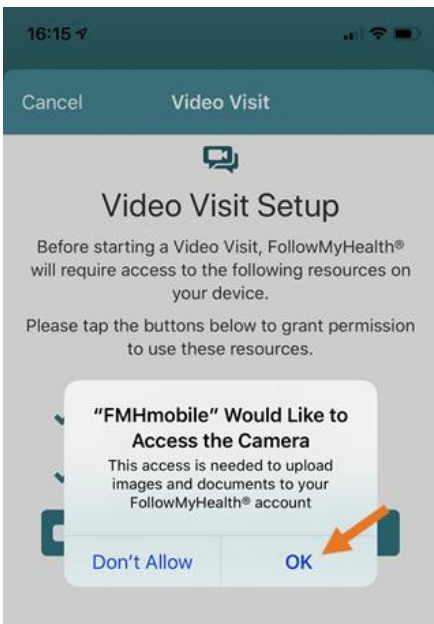 16:15
Cancel
Video Visit
Video Visit Setup
Before starting a Video Visit, FollowMyHealth®
will require access to the following resources on
your device.
Please tap the buttons below to grant permission
to use these resources.
“FMHmobile” Would Like to
Access the Camera
This access is needed to upload
images and documents to your
FollowMyHealth® account
Don’t Allow
OK